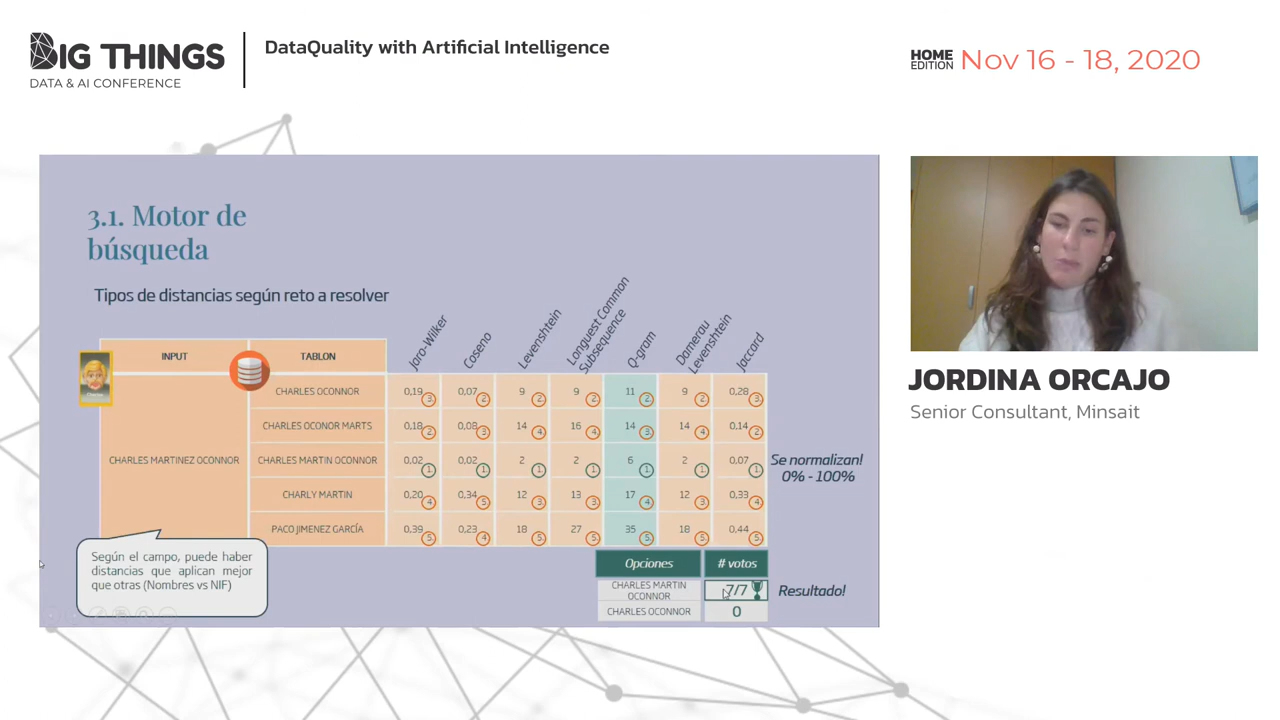 BIG THINGS
DATA & AI CONFERENCE
DataQuality with Artificial Intelligence
HOME
EDITION
Nov 16 - 18, 2020
3.1. Motor de
búsqueda
Tipos de distancias según reto a resolver
INPUT
TABLON
Jaro-Wilker
Coseno
Levenshtein
Longuest Common
Subsequence
Q-gram
Damerau
Levenshtein
Jaccard
CHARLES MARTINEZ OCONNOR
CHARLES OCONNOR 0,19 3 0,07 2 9 2 9 2 11 2 9 2 0,28 3
CHARLES OCONOR MARTS 0,18 2 0,08 3 14 4 16 4 14 3 14 4 0,14 2
CHARLES MARTIN OCONNOR 0,02 1 0,02 1 2 1 2 1 6 1 2 1 0,07 1
CHARLY MARTIN 0,20 4 0,34 5 12 3 13 3 17 4 12 3 0,33 4
PACO JIMENEZ GARCÍA 0,39 5 0,23 4 18 5 27 5 35 5 18 5 0,44 5
Se normalizan!
0% - 100%
Según el campo, puede haber
distancias que aplican mejor
que otras (Nombres vs NIF)
Opciones
# votos
CHARLES MARTIN
OCONNOR
7/7
CHARLES OCONNOR
0
Resultado!
JORDINA ORCAJO
Senior Consultant, Minsait